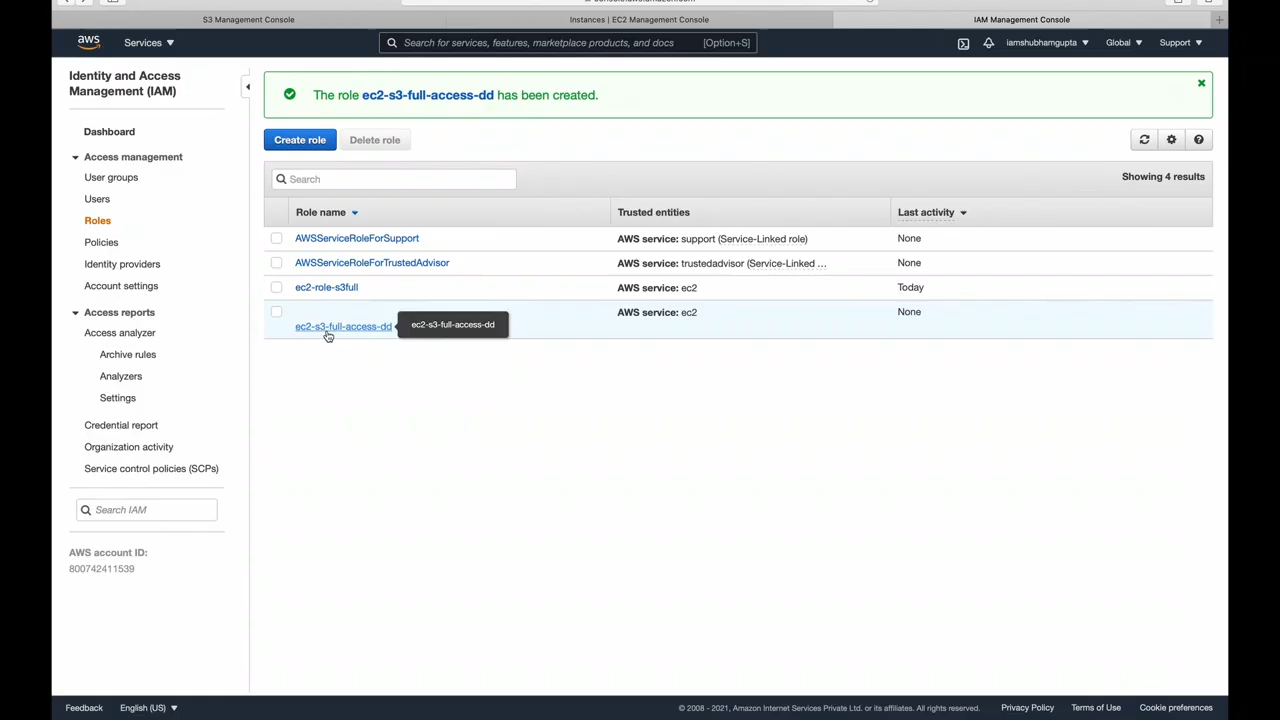 S3 Management Console
Instances | EC2 Management Console
IAM Management Console
aws
Services
Search for services, features, marketplace products, and docs
[Option+S]
iamshubhamgupta
Global
Support
Identity and Access
Management (IAM)
Dashboard
Access management
User groups
Users
Roles
Policies
Identity providers
Account settings
Access reports
Access analyzer
Archive rules
Analyzers
Settings
Credential report
Organization activity
Service control policies (SCPs)
Search IAM
AWS account ID:
800742411539
The role ec2-s3-full-access-dd has been created.
Create role
Delete role
Search
Showing 4 results
Role name
Trusted entities
Last activity
AWSServiceRoleForSupport
AWS service: support (Service-Linked role)
None
AWSServiceRoleForTrustedAdvisor
AWS service: trustedadvisor (Service-Linked ...
None
ec2-role-s3full
AWS service: ec2
Today
ec2-s3-full-access-dd
ec2-s3-full-access-dd
AWS service: ec2
None
Feedback
English (US)
© 2008 - 2021, Amazon Internet Services Private Ltd. or its affiliates. All rights reserved.
Privacy Policy
Terms of Use
Cookie preferences